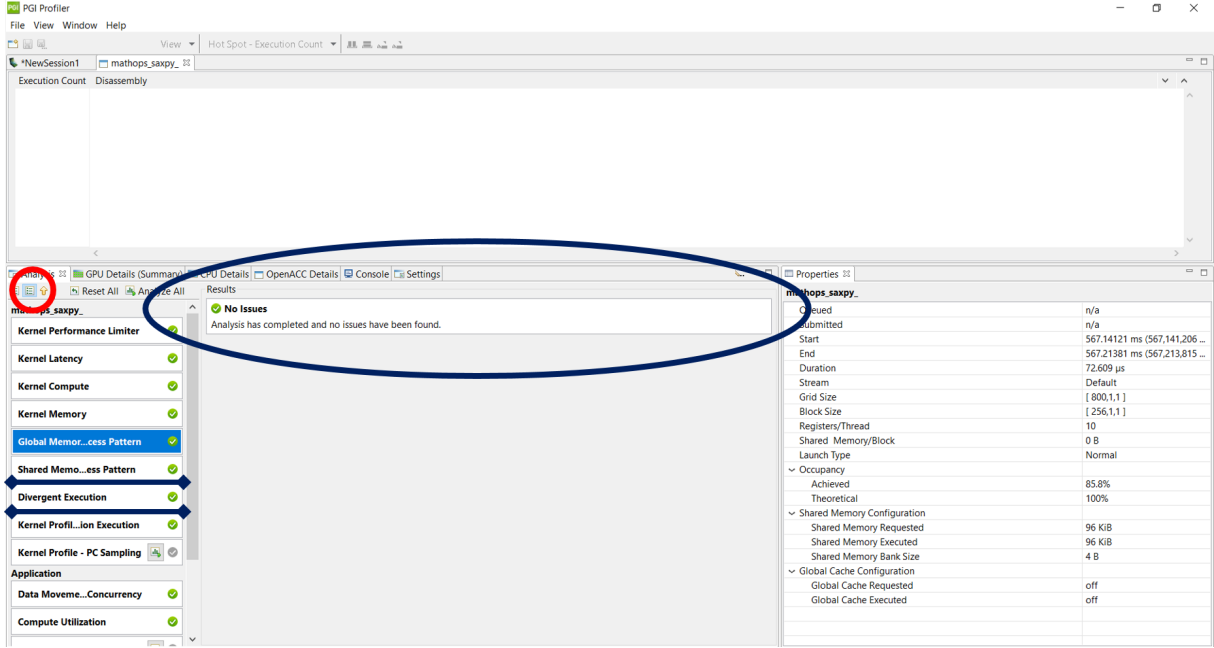 PGI PGI Profiler
File View Window Help
View Hot Spot - Execution Count
*NewSession1 mathops_saxpy_
Execution Count Disassembly
Analysis GPU Details (Summary) CPU Details OpenACC Details Console Settings
Reset All Analyze All
mathops_saxpy_
Kernel Performance Limiter
Kernel Latency
Kernel Compute
Kernel Memory
Global Memor...cess Pattern
Shared Memo...ess Pattern
Divergent Execution
Kernel Profil...ion Execution
Kernel Profile - PC Sampling
Application
Data Moveme...Concurrency
Compute Utilization
Results
No Issues
Analysis has completed and no issues have been found.
Properties
mathops_saxpy_
Queued n/a
Submitted n/a
Start 567.14121 ms (567,141,206 ...
End 567.21381 ms (567,213,815 ...
Duration 72.609 µs
Stream Default
Grid Size [ 800,1,1 ]
Block Size [ 256,1,1 ]
Registers/Thread 10
Shared Memory/Block 0 B
Launch Type Normal
Occupancy
Achieved 85.8%
Theoretical 100%
Shared Memory Configuration
Shared Memory Requested 96 KiB
Shared Memory Executed 96 KiB
Shared Memory Bank Size 4 B
Global Cache Configuration
Global Cache Requested off
Global Cache Executed off